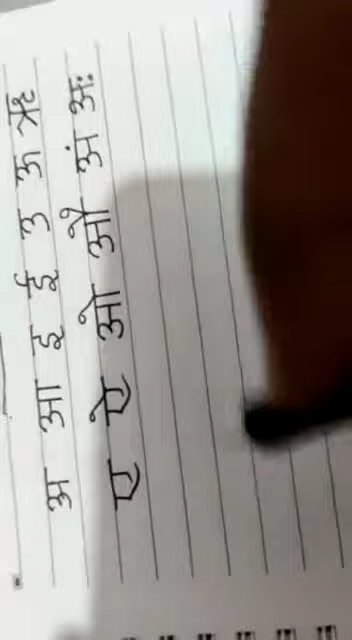 अ आ इ ई उ ऊ ऋ
ए ऐ ओ औ अं अः